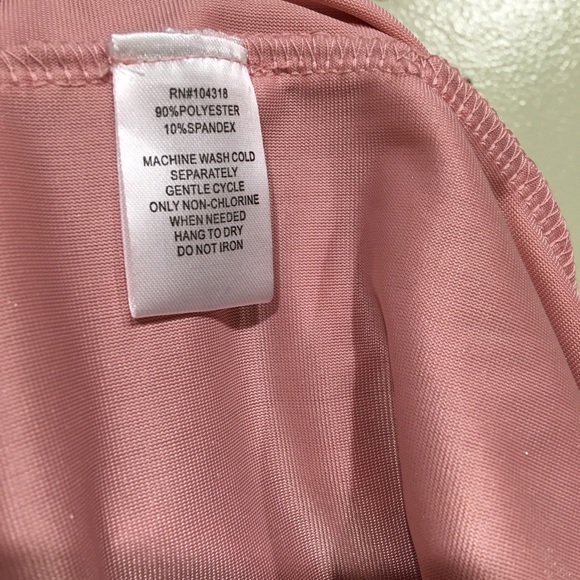 RN#104318
90%POLYESTER
10%SPANDEX
MACHINE WASH COLD
SEPARATELY
GENTLE CYCLE
ONLY NON-CHLORINE
WHEN NEEDED
HANG TO DRY
DO NOT IRON